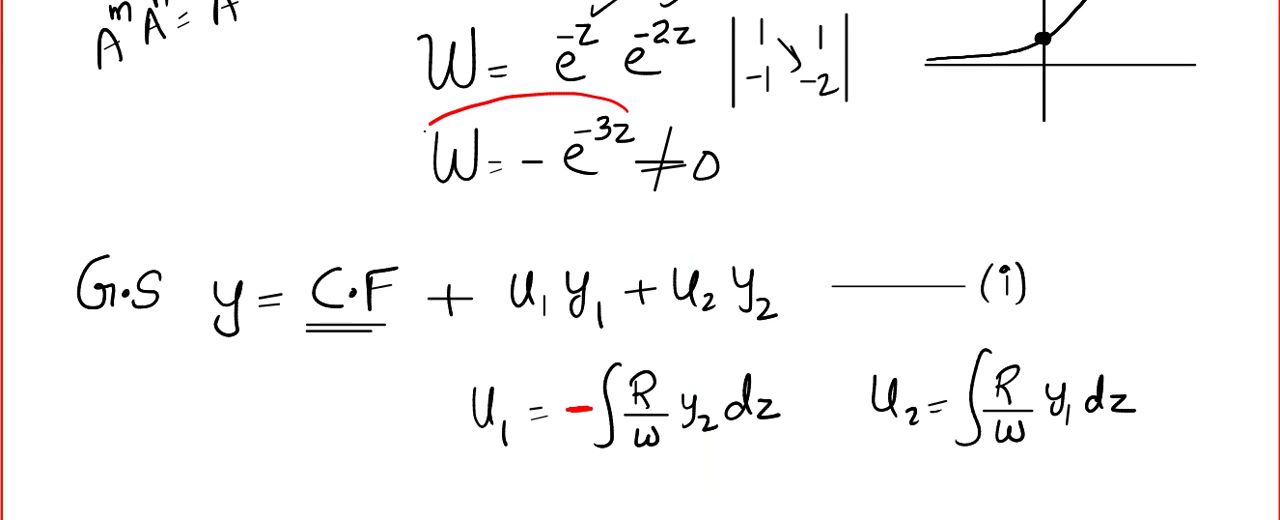 A^m A^n = A
W = e^{-z} e^{-2z} |1 1
-1 -2|
W = - e^{-3z} ≠ 0
G.S y = C.F + u₁ y₁ + u₂ y₂ —— (i)
u₁ = -∫ R/w y₂ dz u₂ = ∫ R/w y₁ dz